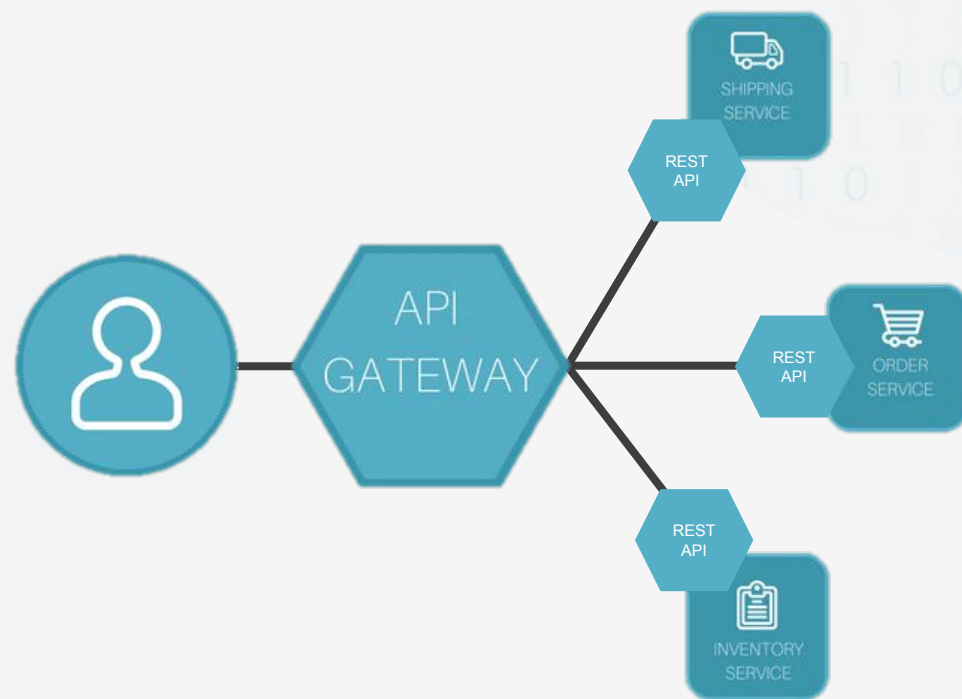 SHIPPING
SERVICE
REST
API
API
GATEWAY
REST
API
ORDER
SERVICE
REST
API
INVENTORY
SERVICE